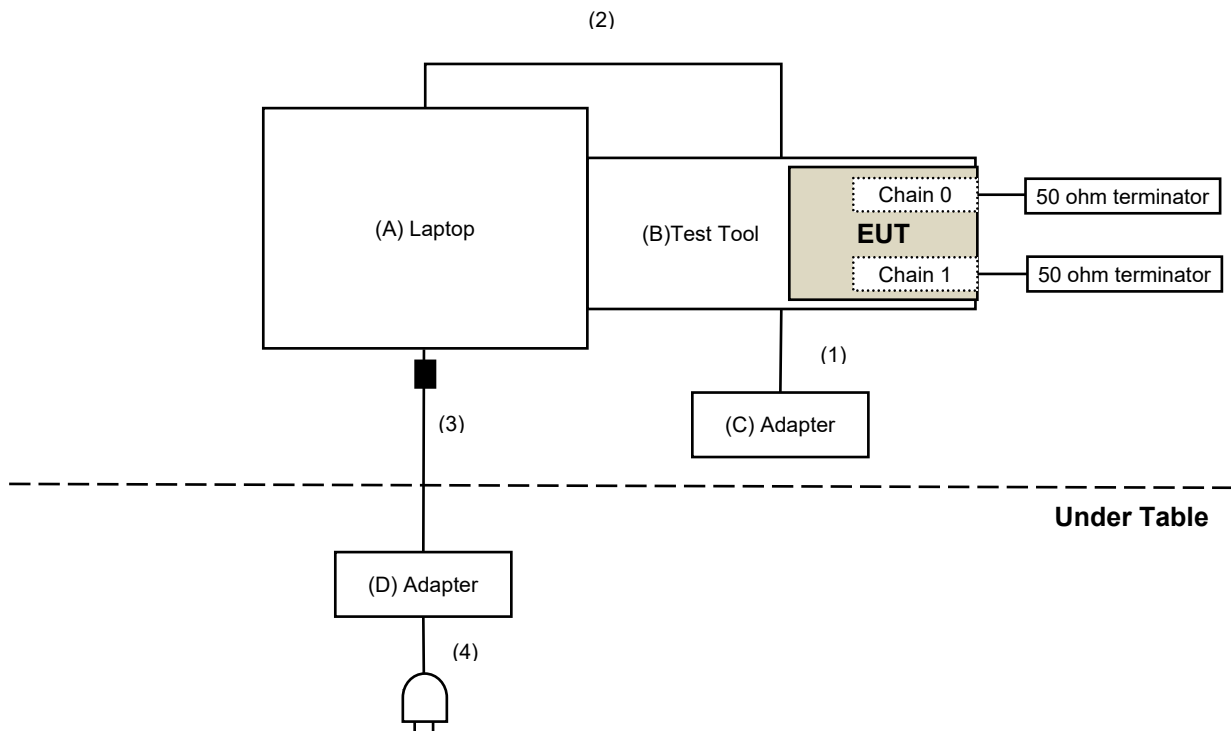 (2)
(A) Laptop
(B)Test Tool
Chain 0
EUT
Chain 1
50 ohm terminator
50 ohm terminator
(1)
(C) Adapter
(3)
Under Table
(D) Adapter
(4)